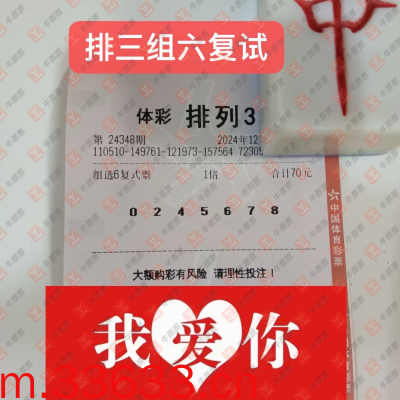 排三组六复试
体彩 排列3
第 24348期 2024年12
110510-149761-121973-157564 72305
组选6复式票 1倍 合计70元
0 2 4 5 6 7 8
大额购彩有风险 请理性投注！
中国体育彩票
我爱你